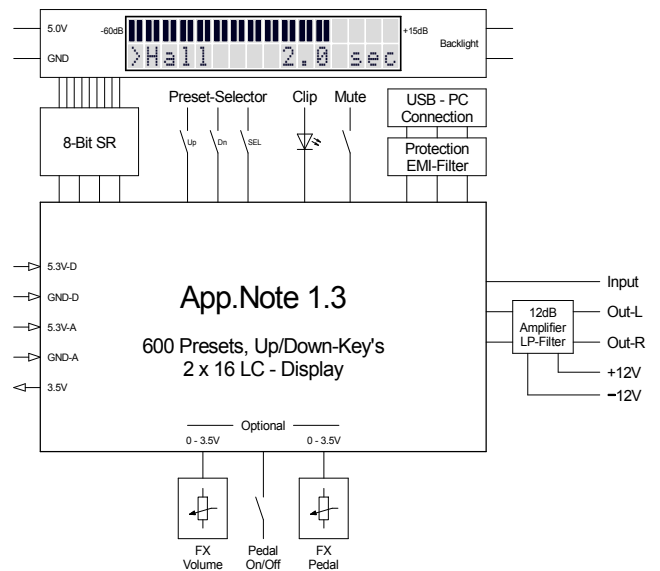 5.0V
-60dB
+15dB
Backlight
GND
>Hall 2.0 sec
Preset-Selector
Clip
Mute
USB - PC
Connection
8-Bit SR
Up
Dn
SEL
Protection
EMI-Filter
5.3V-D
GND-D
5.3V-A
GND-A
3.5V
App.Note 1.3
600 Presets, Up/Down-Key's
2 x 16 LC - Display
Input
12dB
Amplifier
LP-Filter
Out-L
Out-R
+12V
−12V
Optional
0 - 3.5V
0 - 3.5V
FX
Volume
Pedal
On/Off
FX
Pedal